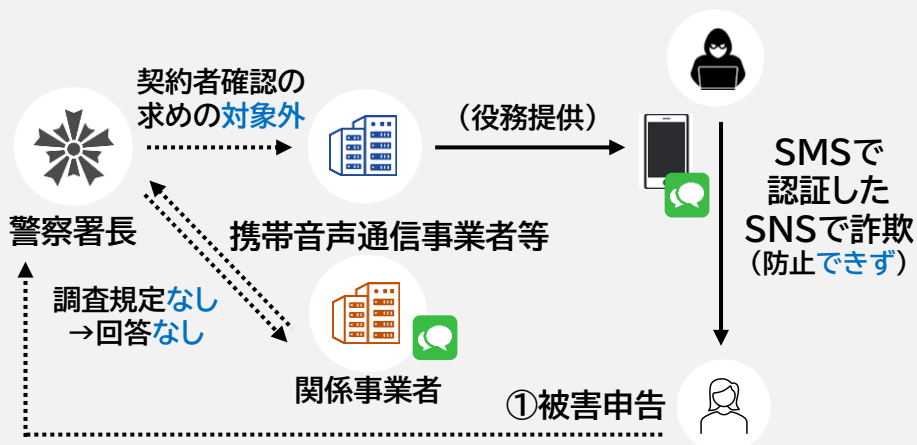 契約者確認の
求めの対象外
（役務提供）
SMSで
認証した
SNSで詐欺
（防止できず）
警察署長
携帯音声通信事業者等
調査規定なし
→回答なし
関係事業者
①被害申告